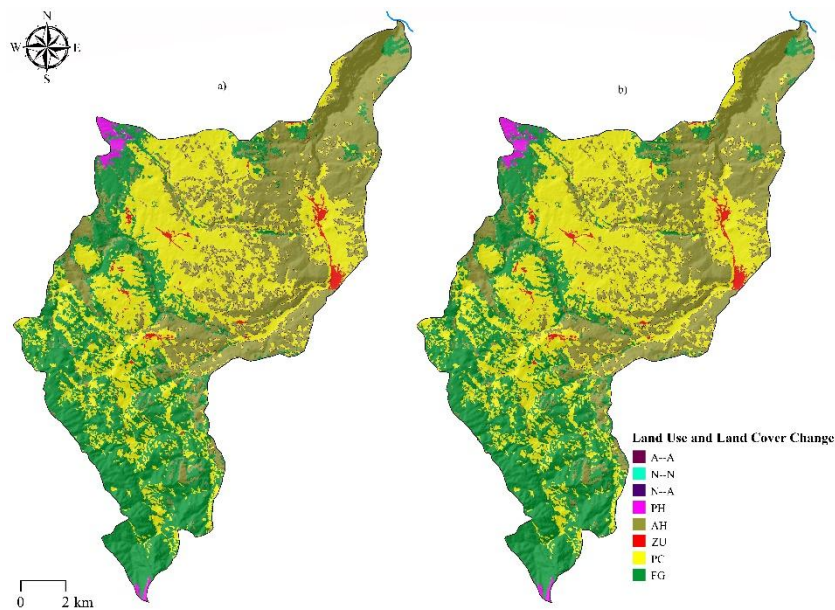 N
W E
S
a)
b)
Land Use and Land Cover Change
A--A
N--N
N--A
PH
AH
ZU
PC
FG
0 2 km